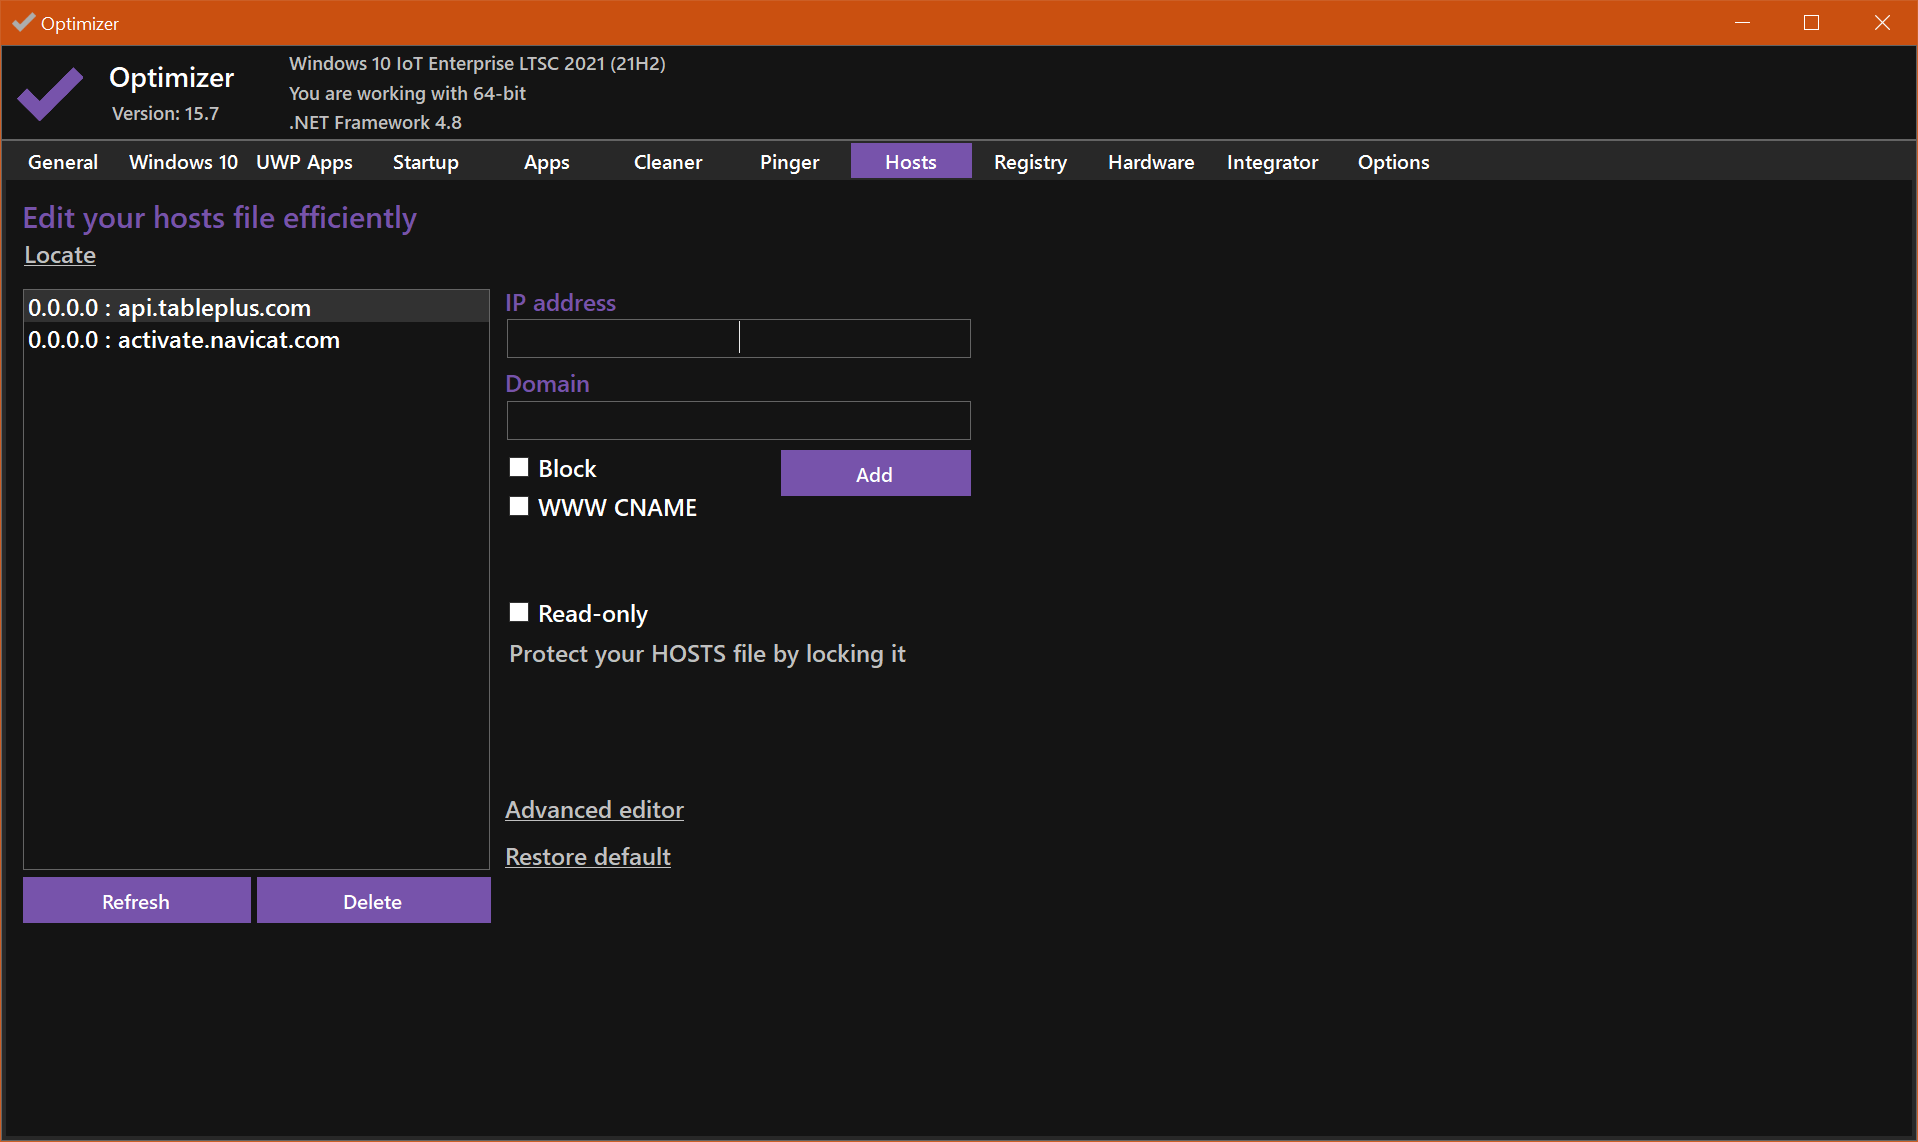 Optimizer
Optimizer
Version: 15.7
Windows 10 IoT Enterprise LTSC 2021 (21H2)
You are working with 64-bit
.NET Framework 4.8
General Windows 10 UWP Apps Startup Apps Cleaner Pinger Hosts Registry Hardware Integrator Options
Edit your hosts file efficiently
Locate
0.0.0.0 : api.tableplus.com
0.0.0.0 : activate.navicat.com
Refresh Delete
IP address
Domain
Block
Add
WWW CNAME
Read-only
Protect your HOSTS file by locking it
Advanced editor
Restore default